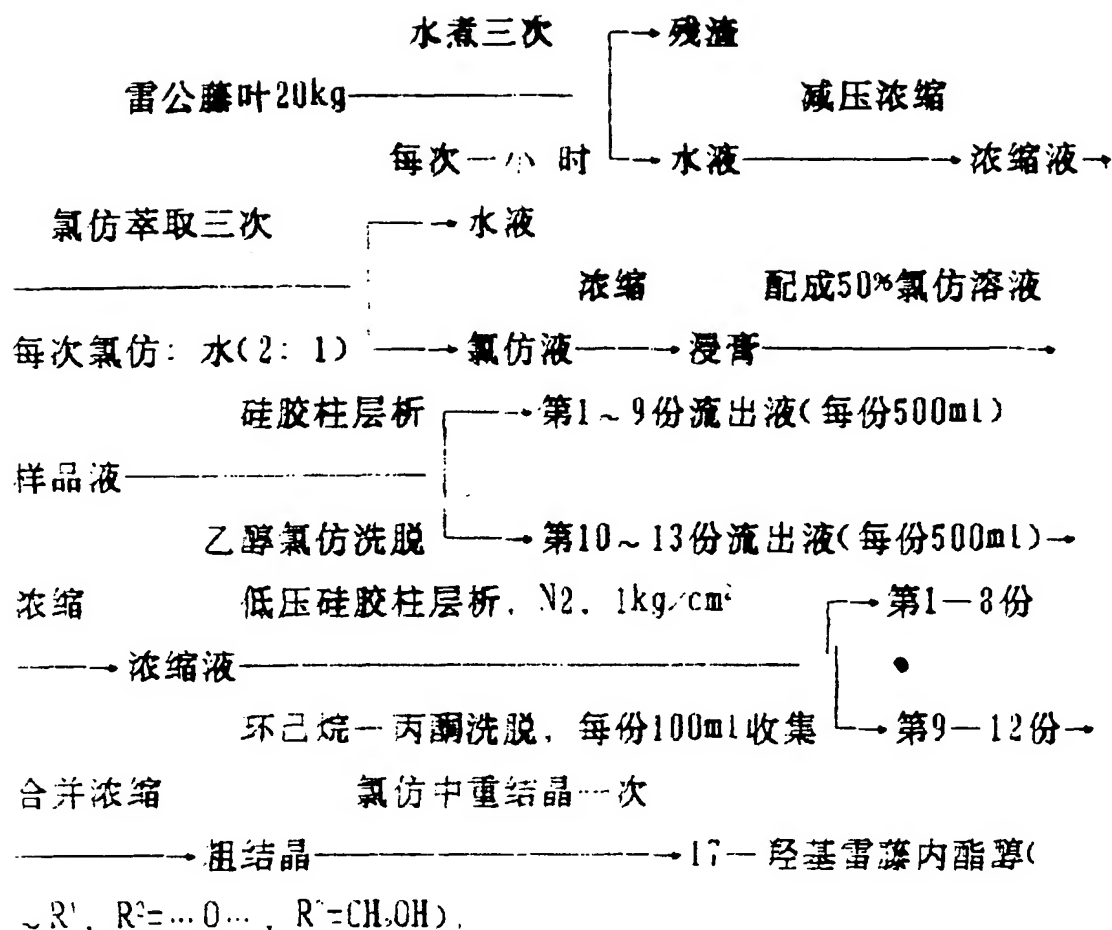 水煮三次 残渣
雷公藤叶20kg 减压浓缩
每次一小时 水液 浓缩液
氯仿萃取三次 水液
浓缩 配成50%氯仿溶液
每次氯仿: 水(2: 1) 氯仿液 浸膏
硅胶柱层析 第1~9份流出液(每份500ml)
样品液
乙醇氯仿洗脱 第10~13份流出液(每份500ml)
浓缩 低压硅胶柱层析, N2, 1kg/cm² 第1—8份
浓缩液
环己烷—丙酮洗脱, 每份100ml收集 第9—12份
合并浓缩 氯仿中重结晶一次
粗结晶 17—羟基雷藤内酯醇(
~R¹, R²=…O…, =CH₂OH),